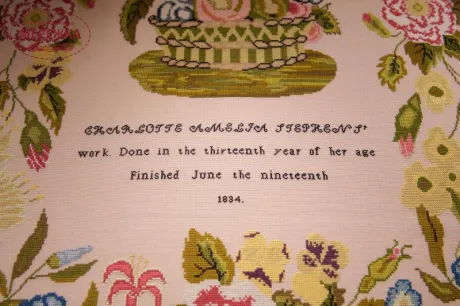 CHARLOTTE AMELIA STEPHENS'
work. Done in the thirteenth year of her age
Finished June the nineteenth
1834.